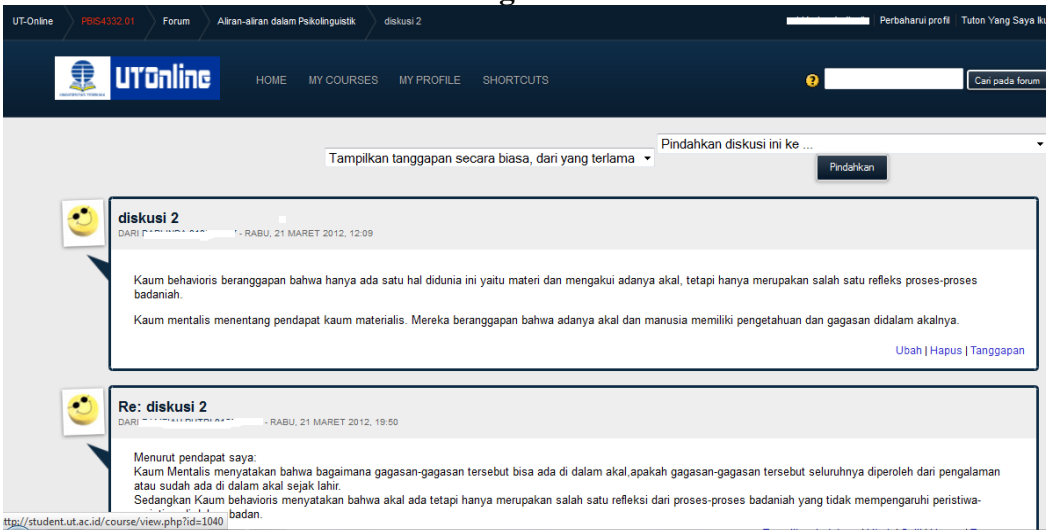 UT-Online PBIS4332.01 Forum Aliran-aliran dalam Psikolinguistik diskusi 2 Perbaharui profil Tuton Yang Saya Iku
UNIVERSITAS TERBUKA UTOnline HOME MY COURSES MY PROFILE SHORTCUTS ? Cari pada forum
Pindahkan diskusi ini ke ...
Tampilkan tanggapan secara biasa, dari yang terlama
Pindahkan
diskusi 2
DARI - RABU, 21 MARET 2012, 12:09
Kaum behavioris beranggapan bahwa hanya ada satu hal didunia ini yaitu materi dan mengakui adanya akal, tetapi hanya merupakan salah satu refleks proses-proses
badaniah.
Kaum mentalis menentang pendapat kaum materialis. Mereka beranggapan bahwa adanya akal dan manusia memiliki pengetahuan dan gagasan didalam akalnya.
Ubah | Hapus | Tanggapan
Re: diskusi 2
DARI - RABU, 21 MARET 2012, 19:50
Menurut pendapat saya:
Kaum Mentalis menyatakan bahwa bagaimana gagasan-gagasan tersebut bisa ada di dalam akal,apakah gagasan-gagasan tersebut seluruhnya diperoleh dari pengalaman
atau sudah ada di dalam akal sejak lahir.
Sedangkan Kaum behavioris menyatakan bahwa akal ada tetapi hanya merupakan salah satu refleksi dari proses-proses badaniah yang tidak mempengaruhi peristiwa-
badan.
ttp://student.ut.ac.id/course/view.php?id=1040